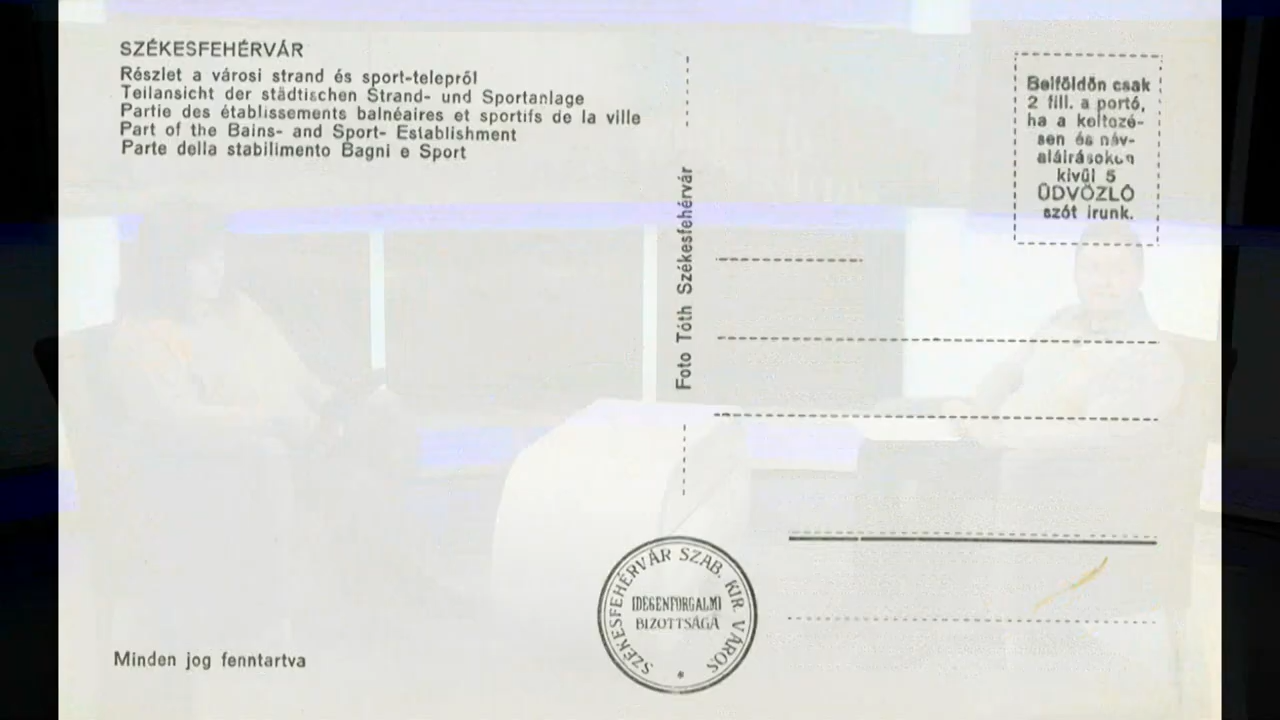 SZÉKESFEHÉRVÁR
Részlet a városi strand és sport-telepről
Teilansicht der städtischen Strand- und Sportanlage
Partie des établissements balnéaires et sportifs de la ville
Part of the Bains- and Sport- Establishment
Parte della stabilimento Bagni e Sport
Foto Tóth Székesfehérvár
Belföldön csak
2 fill. a portó,
ha a keltezé-
sen és náv-
aláírásokon
kivűl 5
ÜDVÖZLŐ
szót irunk.
SZÉKESFEHÉRVÁR SZAB. KIR. VÁROS
IDEGENFORGALMI
BIZOTTSÁGA
*
Minden jog fenntartva